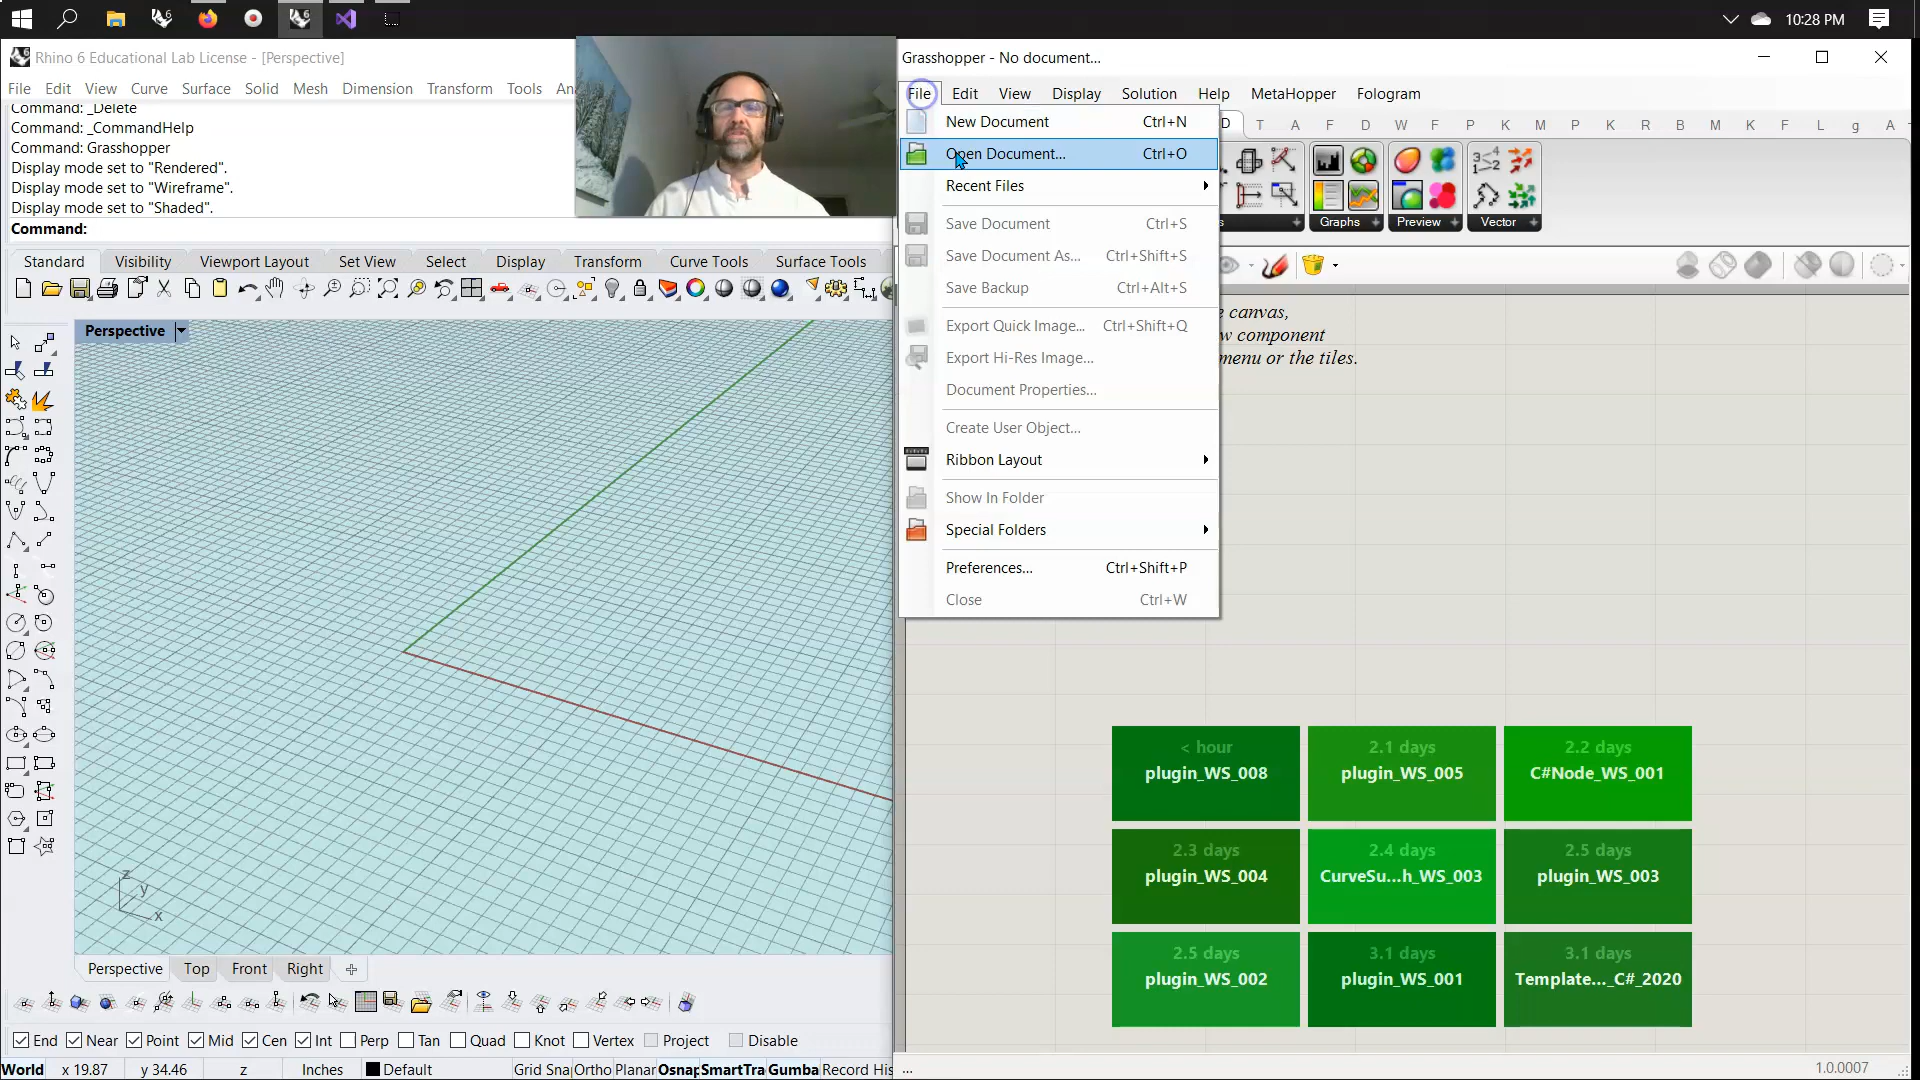 10:28 PM
Rhino 6 Educational Lab License - [Perspective]
File Edit View Curve Surface Solid Mesh Dimension Transform Tools An
Command: _Delete
Command: _CommandHelp
Command: Grasshopper
Display mode set to "Rendered".
Display mode set to "Wireframe".
Display mode set to "Shaded".
Command:
Standard Visibility Viewport Layout Set View Select Display Transform Curve Tools Surface Tools
Perspective
z
y
x
Perspective Top Front Right
End Near Point Mid Cen Int Perp Tan Quad Knot Vertex Project Disable
World x 19.87 y 34.46 z Inches Default Grid Sna Ortho Planar Osnap SmartTra Gumba Record His
Grasshopper - No document...
File Edit View Display Solution Help MetaHopper Fologram
D T A F D F P K M P K R B M K F L g A
New Document Ctrl+N
Open Document... Ctrl+O
Recent Files
Save Document Ctrl+S
Save Document As... Ctrl+Shift+S
Save Backup Ctrl+Alt+S
Export Quick Image... Ctrl+Shift+Q
Export Hi-Res Image...
Document Properties...
Create User Object...
Ribbon Layout
Show In Folder
Special Folders
Preferences... Ctrl+Shift+P
Close Ctrl+W
s Graphs Preview Vector
e canvas,
w component
menu or the tiles.
< hour
plugin_WS_008
2.1 days
plugin_WS_005
2.2 days
C#Node_WS_001
2.3 days
plugin_WS_004
2.4 days
CurveSu...h_WS_003
2.5 days
plugin_WS_003
2.5 days
plugin_WS_002
3.1 days
plugin_WS_001
3.1 days
Template..._C#_2020
...
1.0.0007